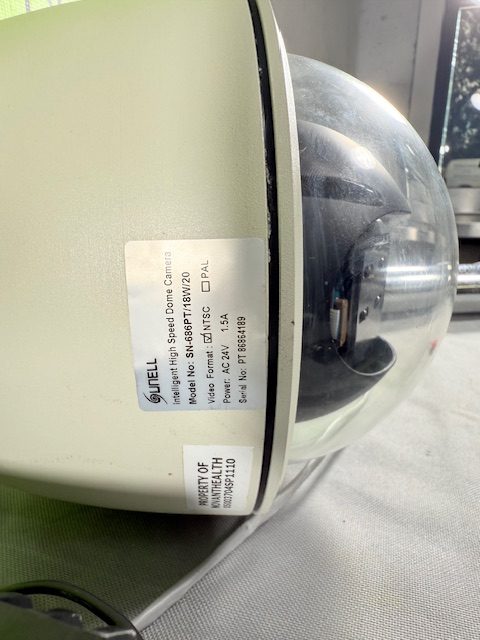 SUNELL
Intelligent High Speed Dome Camera
Model No: SN-686PT/18W/20
Video Format: ☑NTSC ☐PAL
Power: AC 24V 1.5A
Serial No: PT 86864189
PROPERTY OF
NOVANTHEALTH